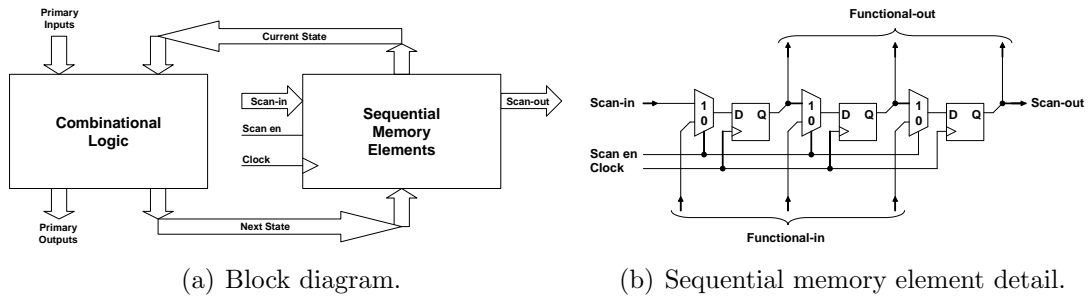 Primary
Inputs
Current State
Combinational
Logic
Scan-in
Scan en
Clock
Sequential
Memory
Elements
Scan-out
Primary
Outputs
Next State
(a) Block diagram.
Functional-out
Scan-in
1
0
D Q
1
0
D Q
1
0
D Q
Scan-out
Scan en
Clock
Functional-in
(b) Sequential memory element detail.